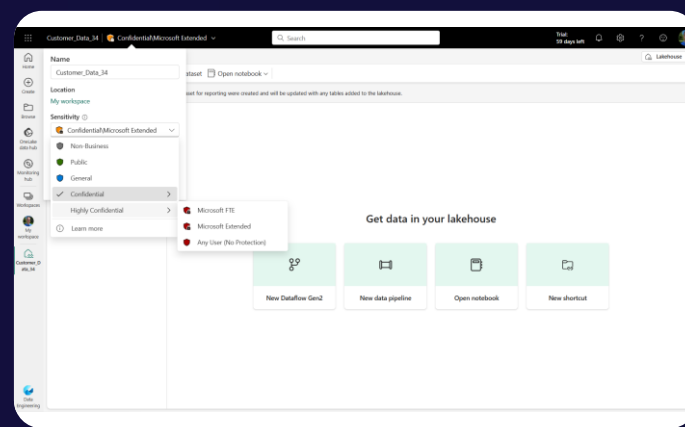 Customer_Data_34 | Confidential\Microsoft Extended
Search
Trial:
59 days left
Home
Create
Browse
OneLake
data hub
Monitoring
hub
Workspaces
My
workspace
Customer_D
ata_34
Data
Engineering
Name
Customer_Data_34
Location
My workspace
Sensitivity
Confidential\Microsoft Extended
Non-Business
Public
General
Confidential
Highly Confidential
Learn more
Microsoft FTE
Microsoft Extended
Any User (No Protection)
Lakehouse
ataset
Open notebook
set for reporting were created and will be updated with any tables added to the lakehouse.
Get data in your lakehouse
New Dataflow Gen2
New data pipeline
Open notebook
New shortcut